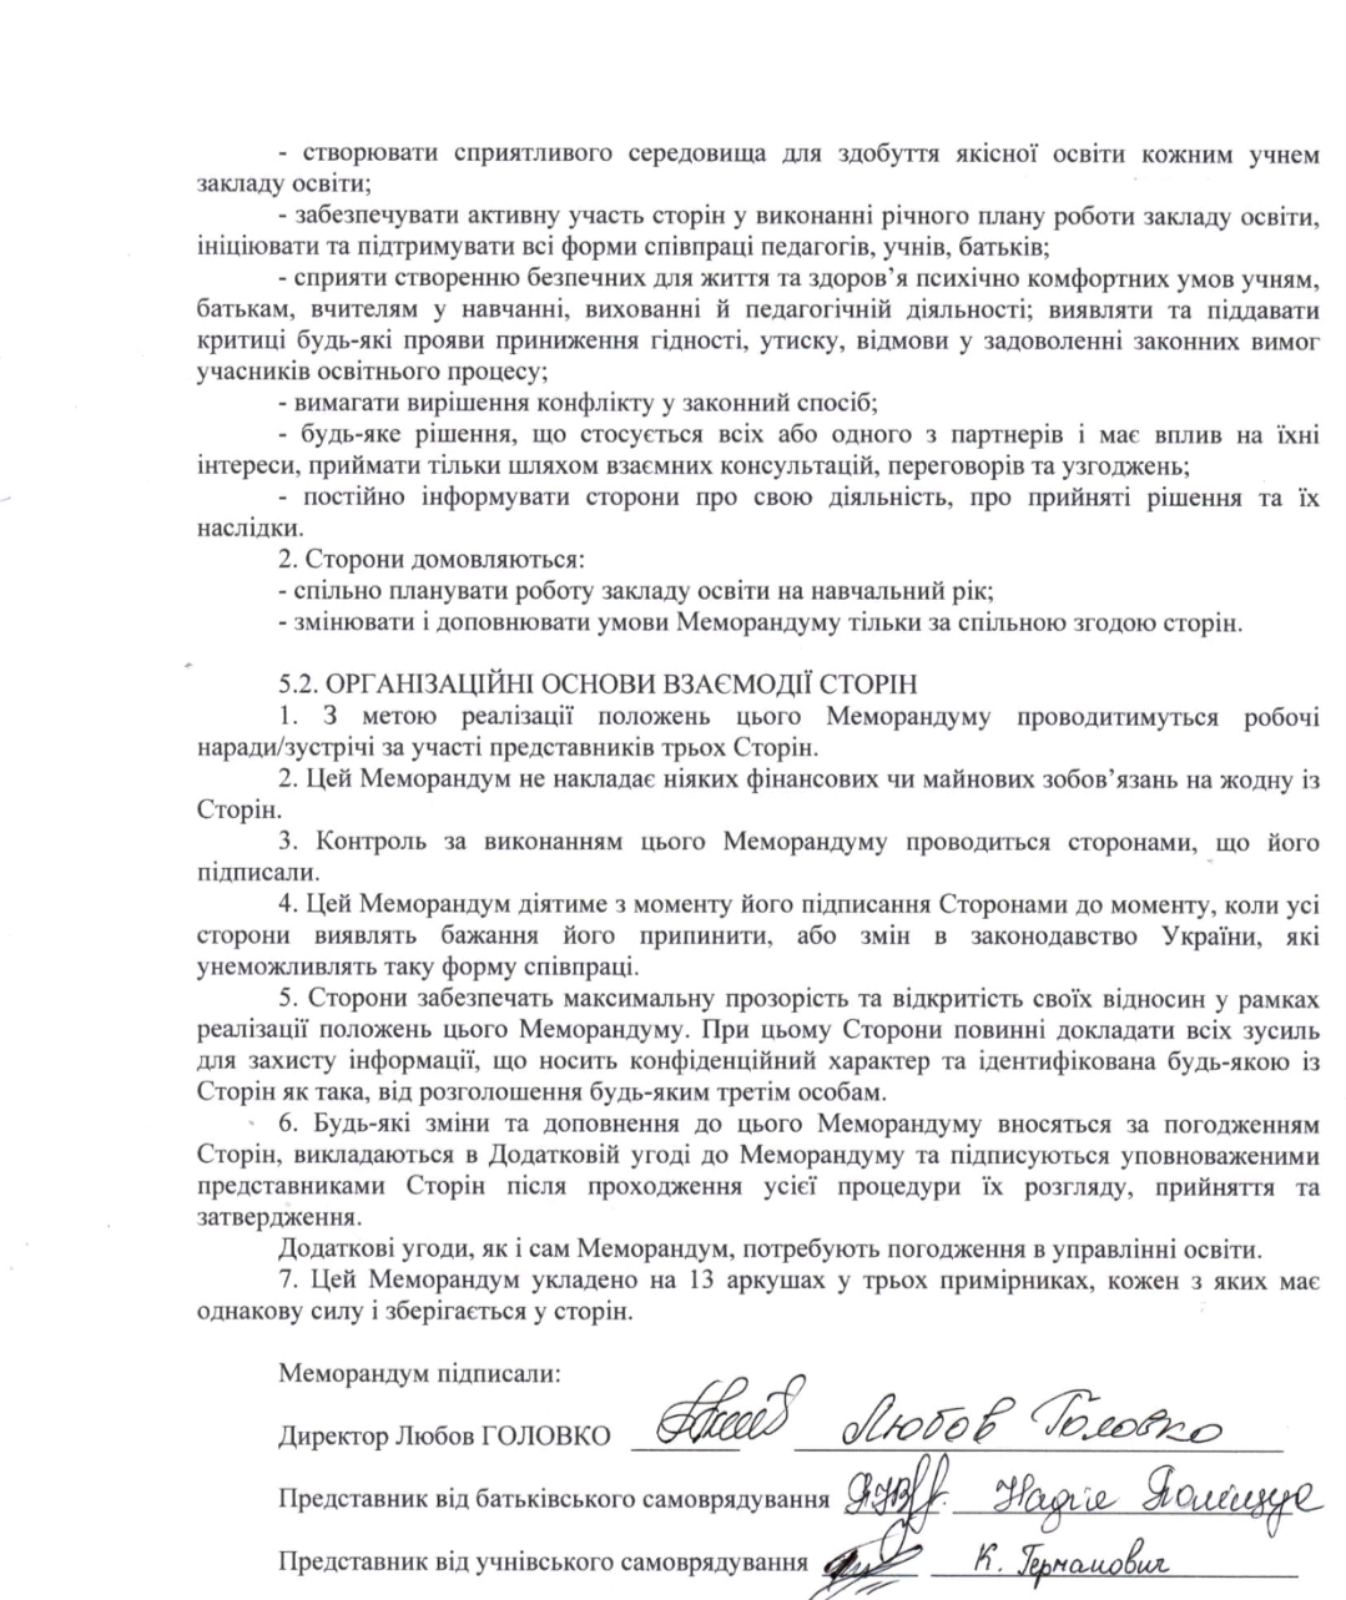 - створювати сприятливого середовища для здобуття якісної освіти кожним учнем
закладу освіти;
- забезпечувати активну участь сторін у виконанні річного плану роботи закладу освіти,
ініціювати та підтримувати всі форми співпраці педагогів, учнів, батьків;
- сприяти створенню безпечних для життя та здоров’я психічно комфортних умов учням,
батькам, вчителям у навчанні, вихованні й педагогічній діяльності; виявляти та піддавати
критиці будь-які прояви приниження гідності, утиску, відмови у задоволенні законних вимог
учасників освітнього процесу;
- вимагати вирішення конфлікту у законний спосіб;
- будь-яке рішення, що стосується всіх або одного з партнерів і має вплив на їхні
інтереси, приймати тільки шляхом взаємних консультацій, переговорів та узгоджень;
- постійно інформувати сторони про свою діяльність, про прийняті рішення та їх
наслідки.
2. Сторони домовляються:
- спільно планувати роботу закладу освіти на навчальний рік;
- змінювати і доповнювати умови Меморандуму тільки за спільною згодою сторін.
5.2. ОРГАНІЗАЦІЙНІ ОСНОВИ ВЗАЄМОДІЇ СТОРІН
1. З метою реалізації положень цього Меморандуму проводитимуться робочі
наради/зустрічі за участі представників трьох Сторін.
2. Цей Меморандум не накладає ніяких фінансових чи майнових зобов’язань на жодну із
Сторін.
3. Контроль за виконанням цього Меморандуму проводиться сторонами, що його
підписали.
4. Цей Меморандум діятиме з моменту його підписання Сторонами до моменту, коли усі
сторони виявлять бажання його припинити, або змін в законодавство України, які
унеможливлять таку форму співпраці.
5. Сторони забезпечать максимальну прозорість та відкритість своїх відносин у рамках
реалізації положень цього Меморандуму. При цьому Сторони повинні докладати всіх зусиль
для захисту інформації, що носить конфіденційний характер та ідентифікована будь-якою із
Сторін як така, від розголошення будь-яким третім особам.
6. Будь-які зміни та доповнення до цього Меморандуму вносяться за погодженням
Сторін, викладаються в Додатковій угоді до Меморандуму та підписуються уповноваженими
представниками Сторін після проходження усієї процедури їх розгляду, прийняття та
затвердження.
Додаткові угоди, як і сам Меморандум, потребують погодження в управлінні освіти.
7. Цей Меморандум укладено на 13 аркушах у трьох примірниках, кожен з яких має
однакову силу і зберігається у сторін.
Меморандум підписали:
Директор Любов ГОЛОВКО Любов Головко
Представник від батьківського самоврядування Надія Поліщук
Представник від учнівського самоврядування К. Германович